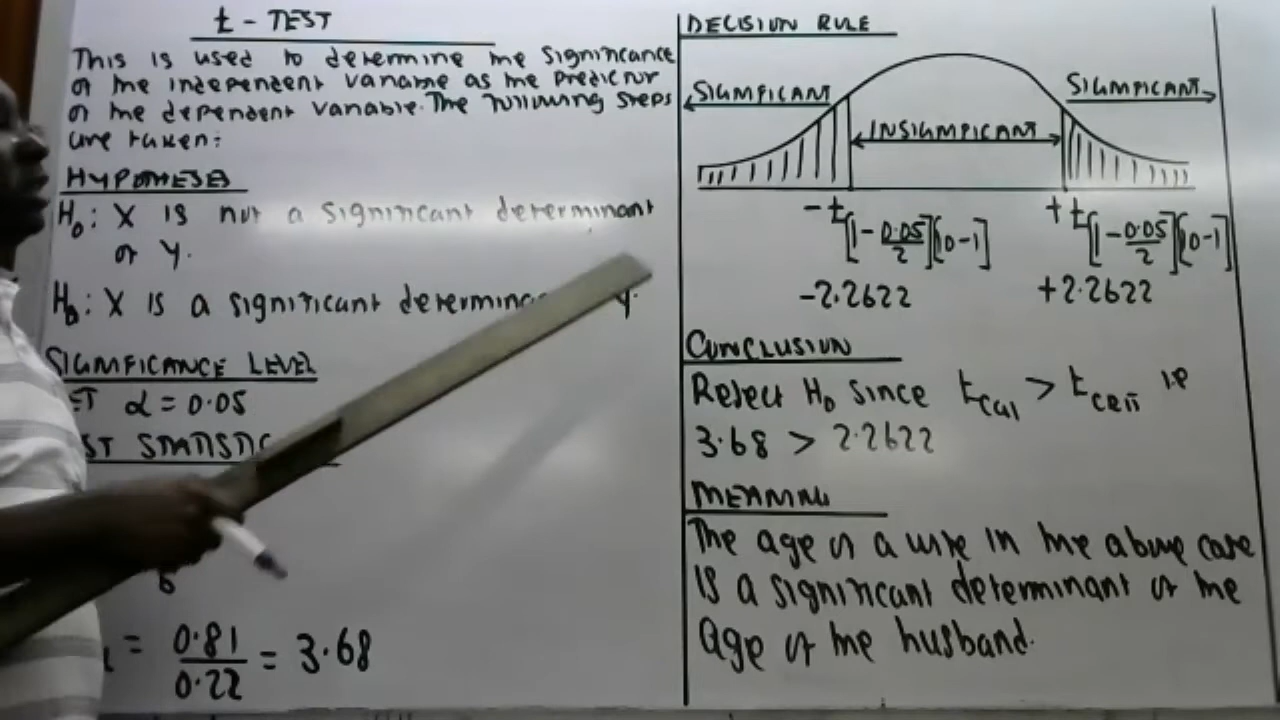 t - TEST
This is used to determine the significance
of the independent variable as the predictor
of the dependent variable. The following steps
are taken:
HYPOTHESES
H0: X is not a significant determinant
of Y.
H0: X is a significant
Y.
SIGNIFICANCE LEVEL
α = 0.05
ST STATISTIC
b
= 0.81 = 3.68
0.22
DECISION RULE
SIGNIFICANT
SIGNIFICANT
INSIGNIFICANT
-t[1-0.05/2][10-1]
+t[1-0.05/2][10-1]
-2.2622
+2.2622
CONCLUSION
Reject H0 since tcal > tcrit i.e
3.68 > 2.2622
MEANING
The age of a wife in the above case
is a significant determinant of the
age of the husband.